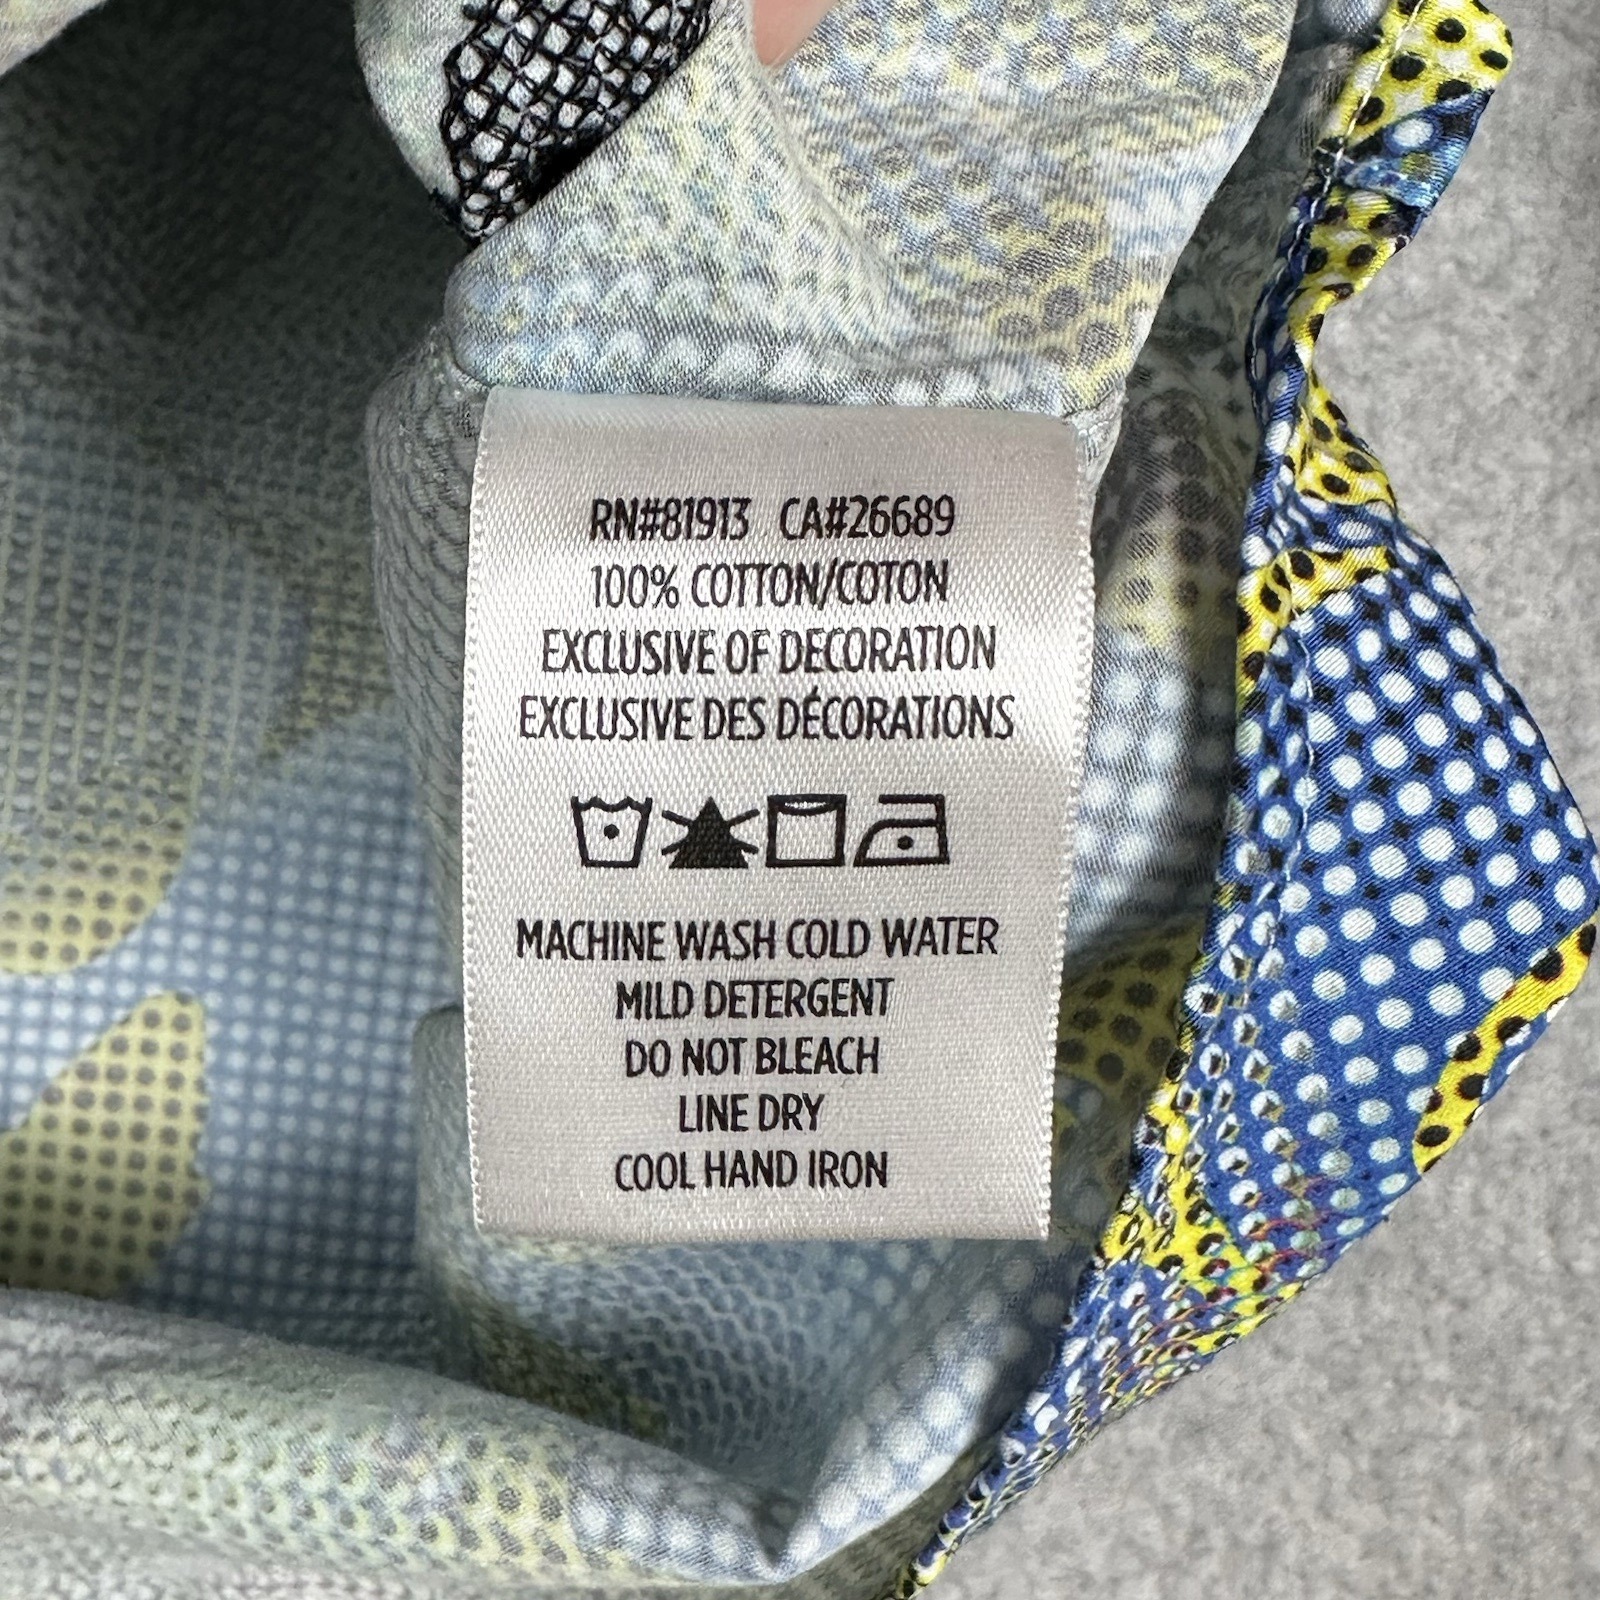 RN#81913 CA#26689
100% COTTON/COTON
EXCLUSIVE OF DECORATION
EXCLUSIVE DES DÉCORATIONS
MACHINE WASH COLD WATER
MILD DETERGENT
DO NOT BLEACH
LINE DRY
COOL HAND IRON